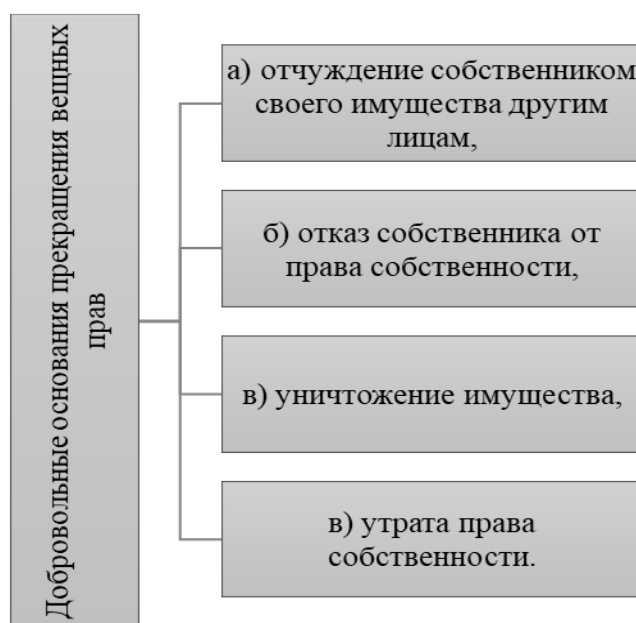 Добровольные основания прекращения вещных
прав
а) отчуждение собственником
своего имущества другим
лицам,
б) отказ собственника от
права собственности,
в) уничтожение имущества,
в) утрата права
собственности.